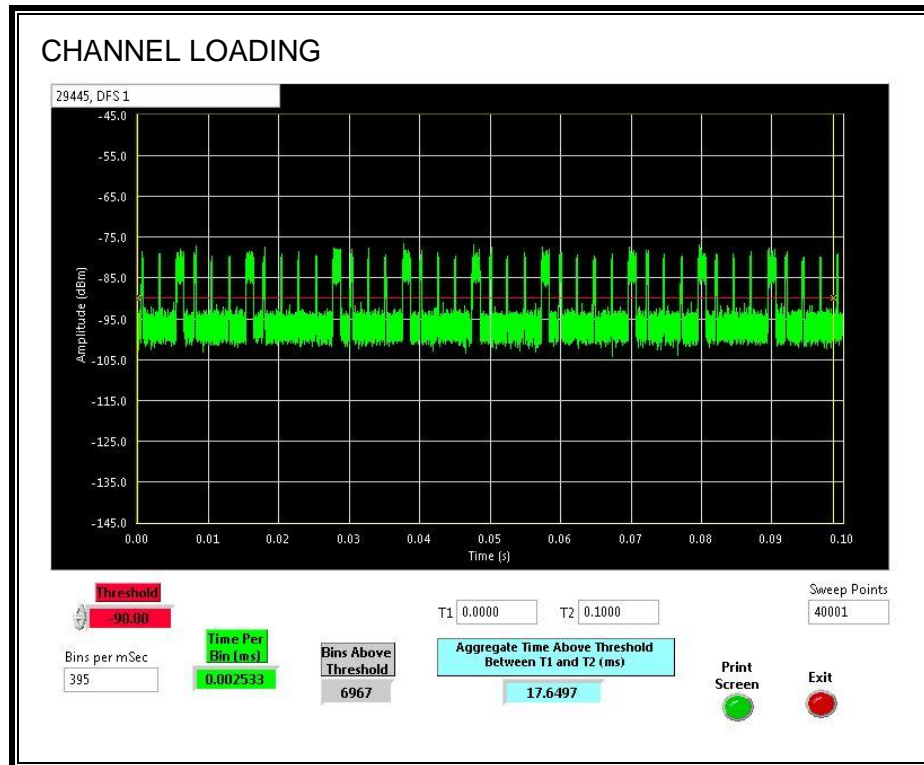 CHANNEL LOADING
29445, DFS 1
-45.0
-55.0
-65.0
-75.0
-85.0
-95.0
-105.0
-115.0
-125.0
-135.0
-145.0
Amplitude (dBm)
0.00 0.01 0.02 0.03 0.04 0.05 0.06 0.07 0.08 0.09 0.10
Time (s)
Threshold
-90.00
T1 0.0000 T2 0.1000
Sweep Points
40001
Bins per mSec
395
Time Per
Bin (ms)
0.002533
Bins Above
Threshold
6967
Aggregate Time Above Threshold
Between T1 and T2 (ms)
17.6497
Print
Screen
Exit